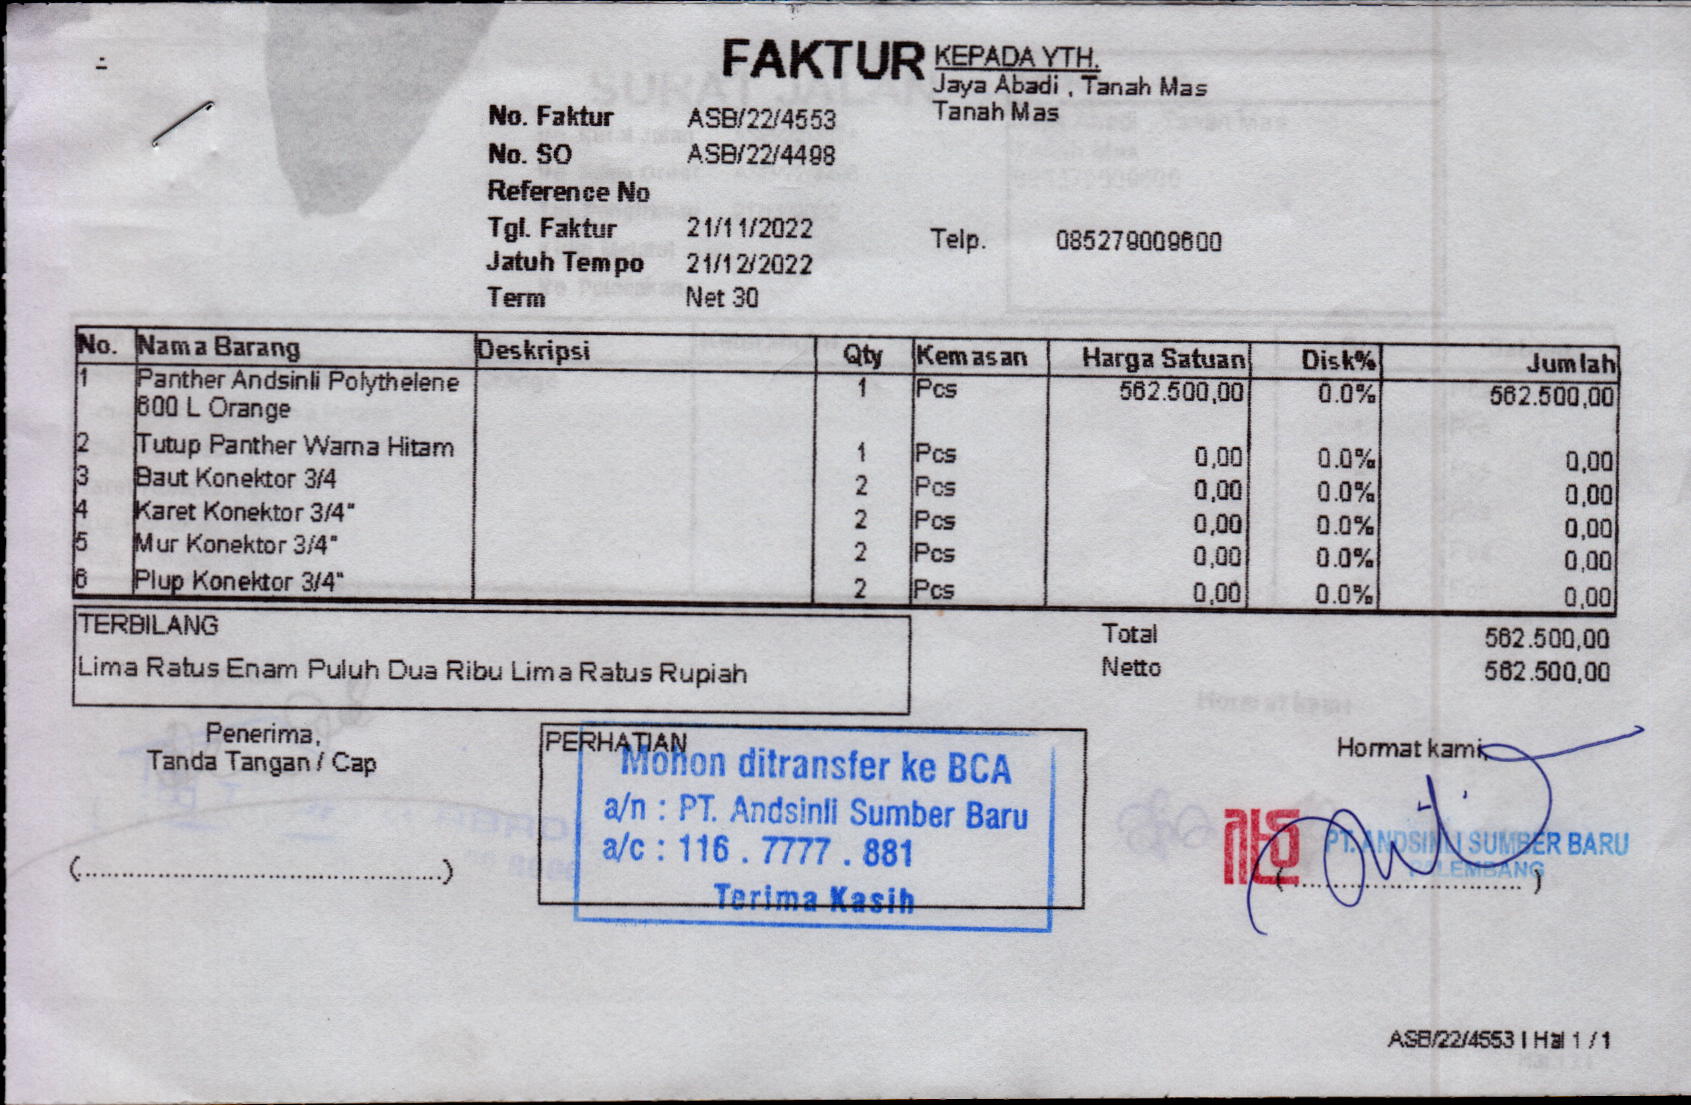 FAKTUR
KEPADA YTH.
Jaya Abadi , Tanah Mas
Tanah Mas
No. Faktur ASB/22/4553
No. SO ASB/22/4498
Reference No
Tgl. Faktur 21/11/2022
Telp. 085279009600
Jatuh Tempo 21/12/2022
Term Net 30
No. Nama Barang Deskripsi Qty Kemasan Harga Satuan Disk% Jumlah
1 Panther Andsinli Polythelene 1 Pcs 562.500,00 0.0% 562.500,00
600 L Orange
2 Tutup Panther Warna Hitam 1 Pcs 0,00 0.0% 0,00
3 Baut Konektor 3/4 2 Pcs 0,00 0.0% 0,00
4 Karet Konektor 3/4" 2 Pcs 0,00 0.0% 0,00
5 Mur Konektor 3/4" 2 Pcs 0,00 0.0% 0,00
6 Plup Konektor 3/4" 2 Pcs 0,00 0.0% 0,00
TERBILANG
Lima Ratus Enam Puluh Dua Ribu Lima Ratus Rupiah
Total 562.500,00
Netto 562.500,00
Penerima,
Tanda Tangan / Cap
(..........)
PERHATIAN
Mohon ditransfer ke BCA
a/n : PT. Andsinli Sumber Baru
a/c : 116 . 7777 . 881
Terima Kasih
Hormat kami,
PT. ANDSINLI SUMBER BARU
PALEMBANG
(..........)
ASB/22/4553 | Hal 1 / 1